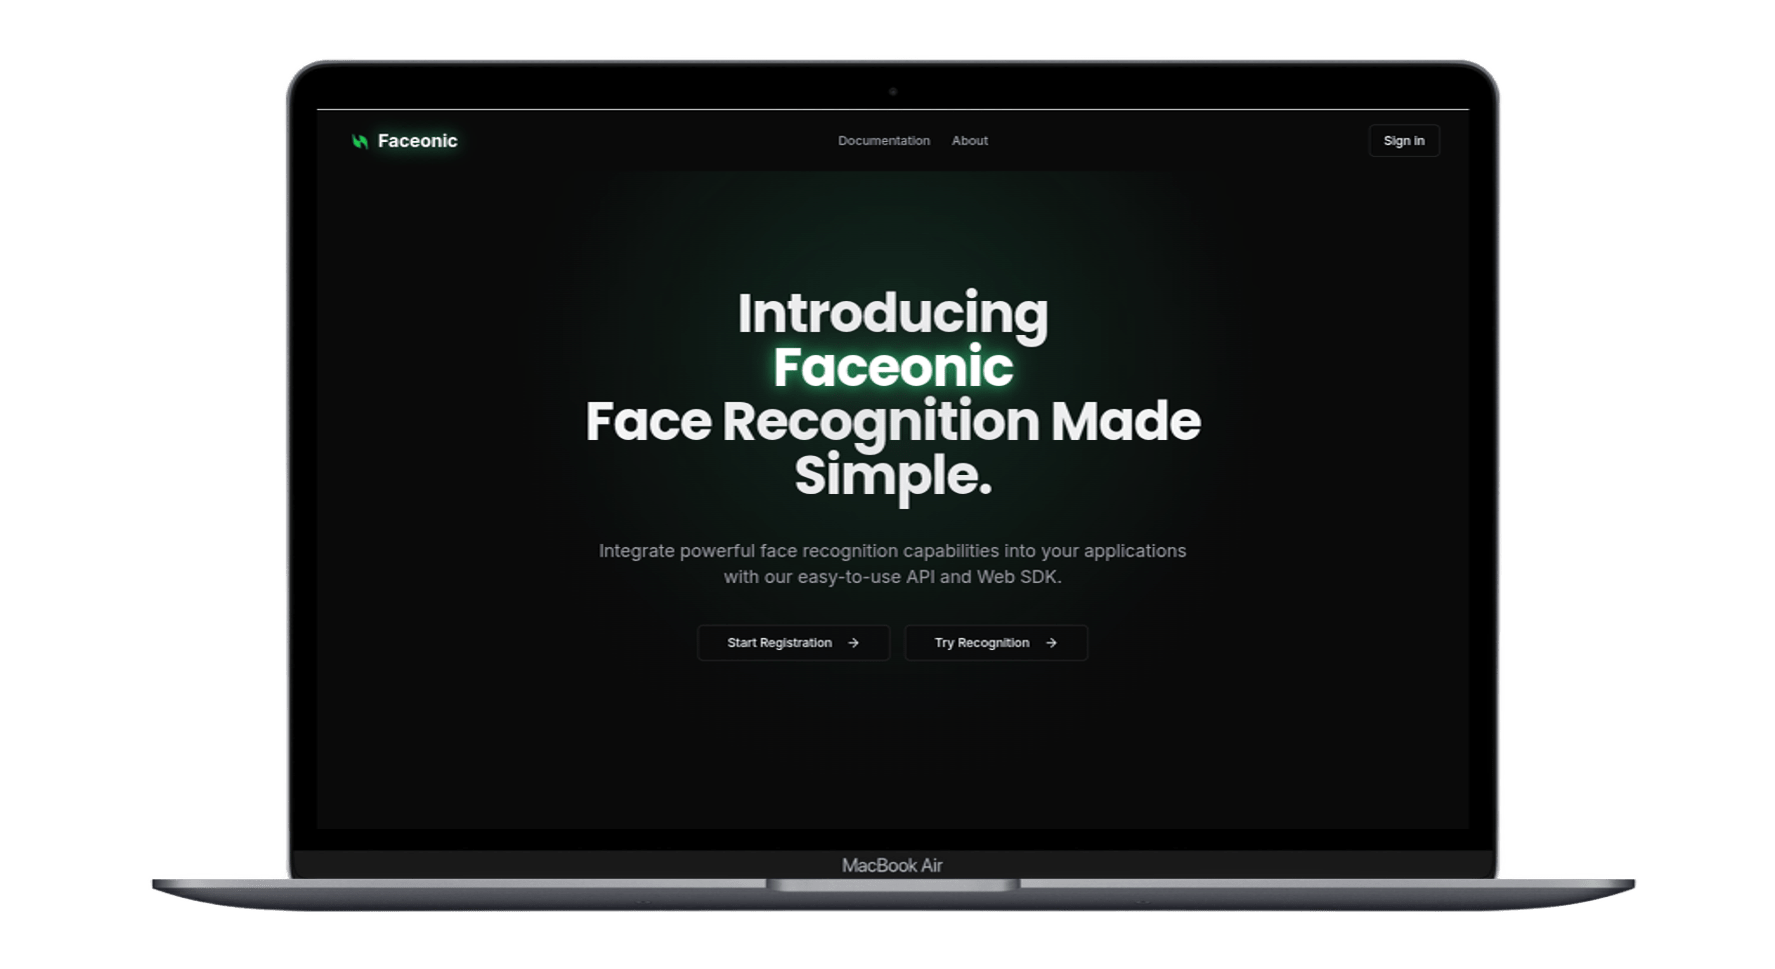 Faceonic
Documentation About
Sign in
Introducing
Faceonic
Face Recognition Made
Simple.
Integrate powerful face recognition capabilities into your applications
with our easy-to-use API and Web SDK.
Start Registration → Try Recognition →
MacBook Air